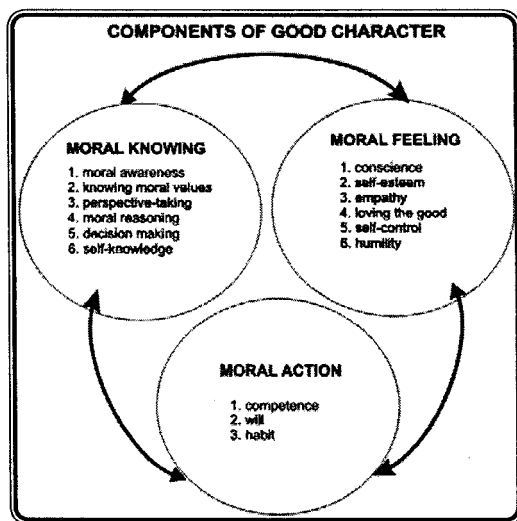 COMPONENTS OF GOOD CHARACTER
MORAL KNOWING
1. moral awareness
2. knowing moral values
3. perspective-taking
4. moral reasoning
5. decision making
6. self-knowledge
MORAL FEELING
1. conscience
2. self-esteem
3. empathy
4. loving the good
5. self-control
6. humility
MORAL ACTION
1. competence
2. will
3. habit